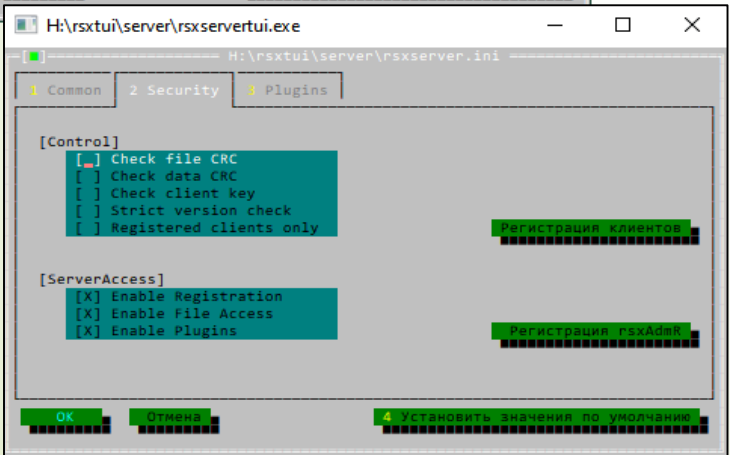 H:\rsxtui\server\rsxservertui.exe
H:\rsxtui\server\rsxserver.ini
1 Common 2 Security 3 Plugins
[Control]
[_] Check file CRC
[ ] Check data CRC
[ ] Check client key
[ ] Strict version check
[ ] Registered clients only Регистрация клиентов
[ServerAccess]
[X] Enable Registration
[X] Enable File Access
[X] Enable Plugins Регистрация rsxAdmR
OK Отмена 4 Установить значения по умолчанию